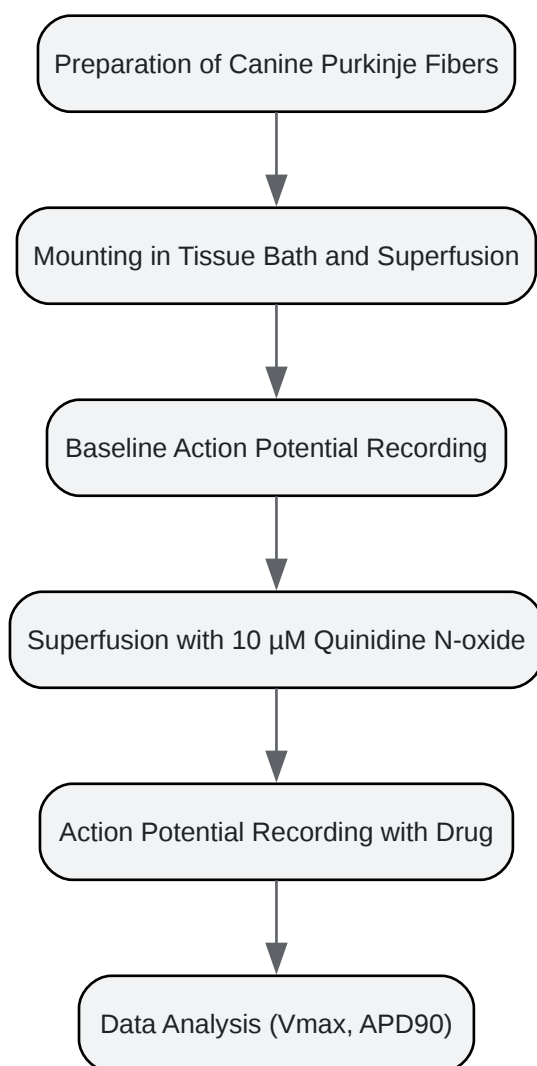 Preparation of Canine Purkinje Fibers
Mounting in Tissue Bath and Superfusion
Baseline Action Potential Recording
Superfusion with 10 µM Quinidine N-oxide
Action Potential Recording with Drug
Data Analysis (Vmax, APD90)